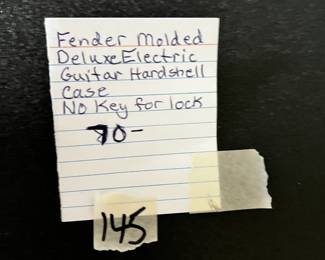 Fender Molded
Deluxe Electric
Guitar Hardshell
Case
No Key for lock
70-
145